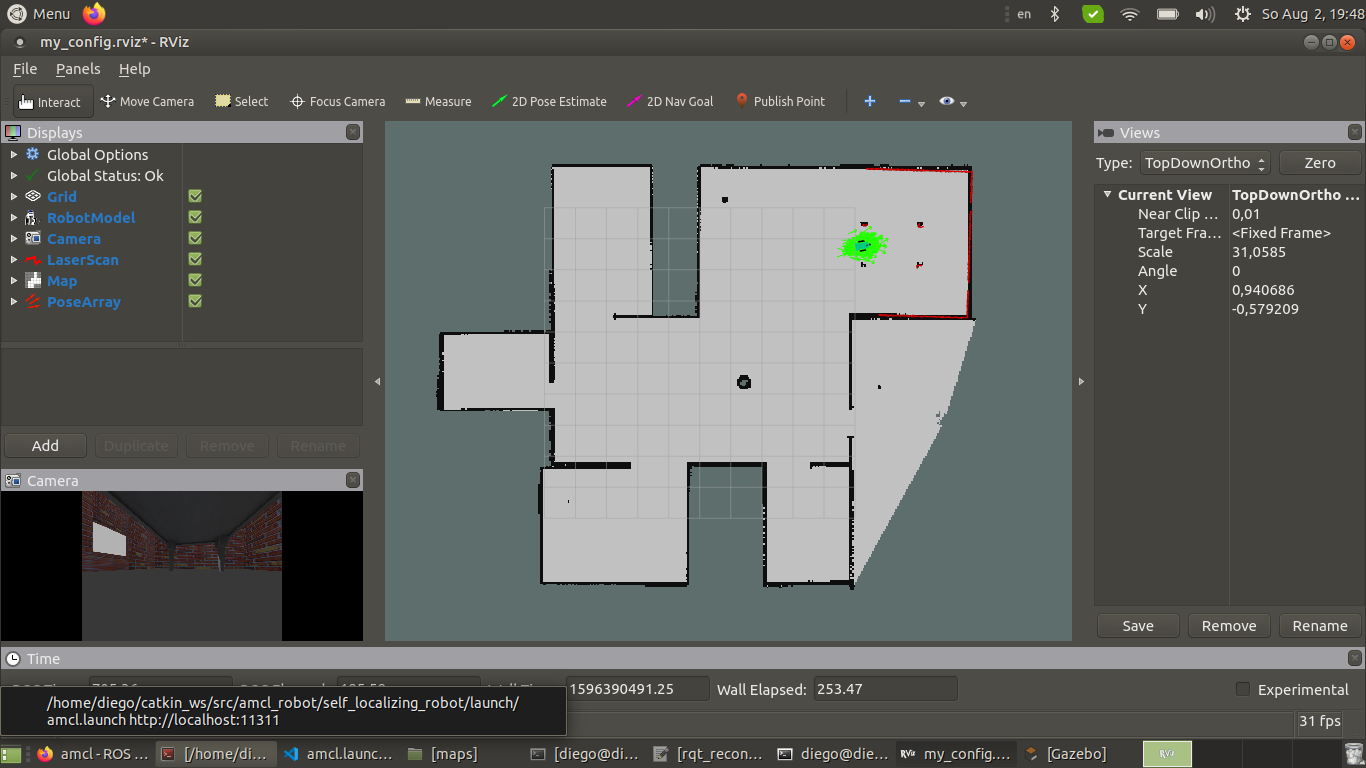 Menu en So Aug 2, 19:48
my_config.rviz* - RViz
File Panels Help
Interact Move Camera Select Focus Camera Measure 2D Pose Estimate 2D Nav Goal Publish Point
Displays
Global Options
Global Status: Ok
Grid
RobotModel
Camera
LaserScan
Map
PoseArray
Add Duplicate Remove Rename
Camera
Views
Type: TopDownOrtho Zero
Current View TopDownOrtho ...
Near Clip ... 0,01
Target Fra... <Fixed Frame>
Scale 31,0585
Angle 0
X 0,940686
Y -0,579209
Save Remove Rename
Time
1596390491.25 Wall Elapsed: 253.47 Experimental
/home/diego/catkin_ws/src/amcl_robot/self_localizing_robot/launch/
amcl.launch http://localhost:11311
31 fps
amcl - ROS ... [/home/di... amcl.launc... [maps] [diego@di... [rqt_recon... diego@die... RViz my_config.... [Gazebo] RViz